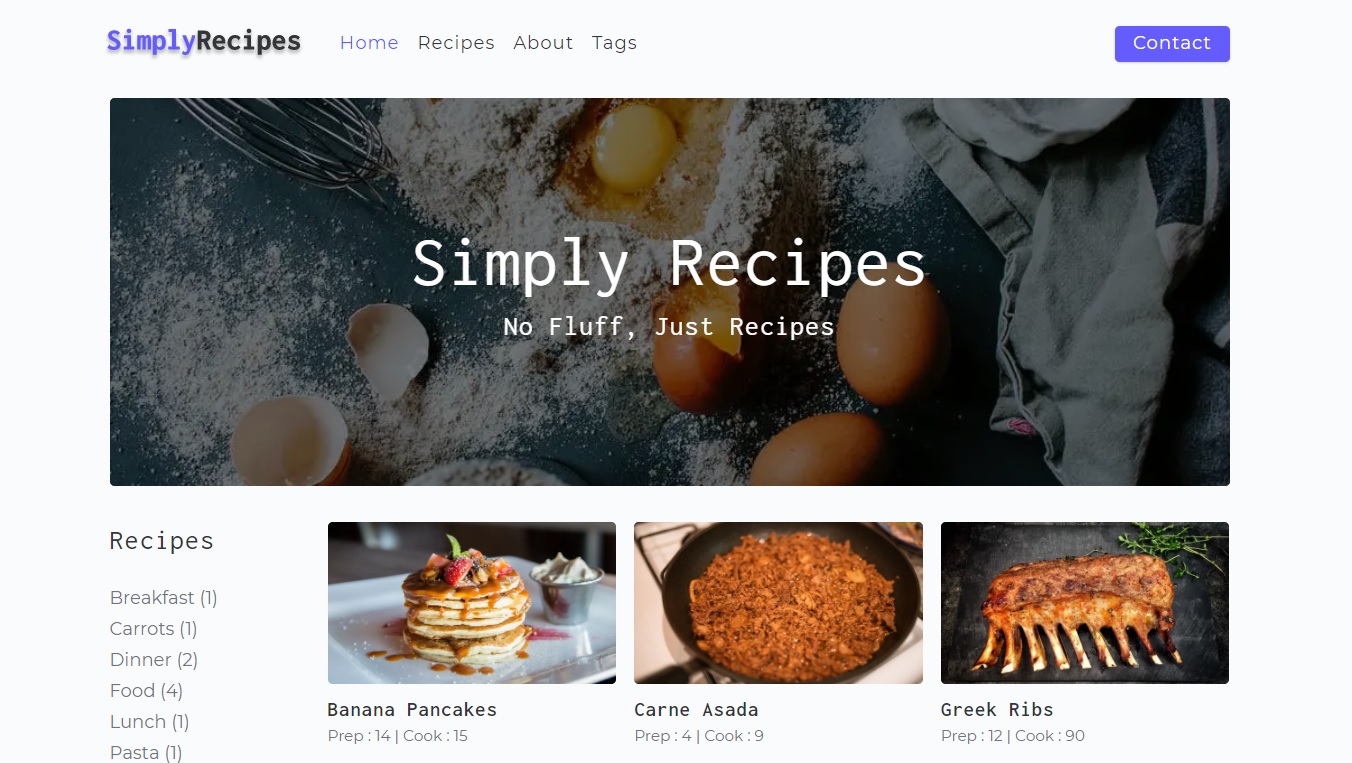 SimplyRecipes
Home Recipes About Tags
Contact
Simply Recipes
No Fluff, Just Recipes
Recipes
Breakfast (1)
Carrots (1)
Dinner (2)
Food (4)
Lunch (1)
Pasta (1)
Banana Pancakes
Prep : 14 | Cook : 15
Carne Asada
Prep : 4 | Cook : 9
Greek Ribs
Prep : 12 | Cook : 90